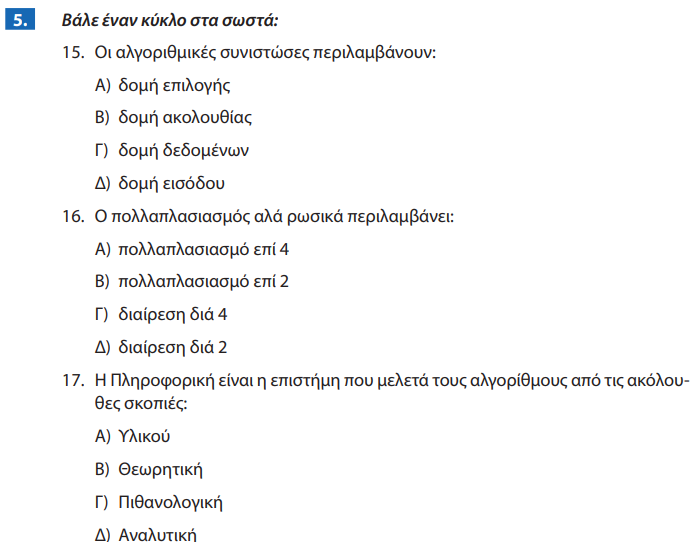 5. Βάλε έναν κύκλο στα σωστά:
15. Οι αλγοριθμικές συνιστώσες περιλαμβάνουν:
Α) δομή επιλογής
Β) δομή ακολουθίας
Γ) δομή δεδομένων
Δ) δομή εισόδου
16. Ο πολλαπλασιασμός αλά ρωσικά περιλαμβάνει:
Α) πολλαπλασιασμό επί 4
Β) πολλαπλασιασμό επί 2
Γ) διαίρεση διά 4
Δ) διαίρεση διά 2
17. Η Πληροφορική είναι η επιστήμη που μελετά τους αλγορίθμους από τις ακόλου-
θες σκοπιές:
Α) Υλικού
Β) Θεωρητική
Γ) Πιθανολογική
Δ) Αναλυτική